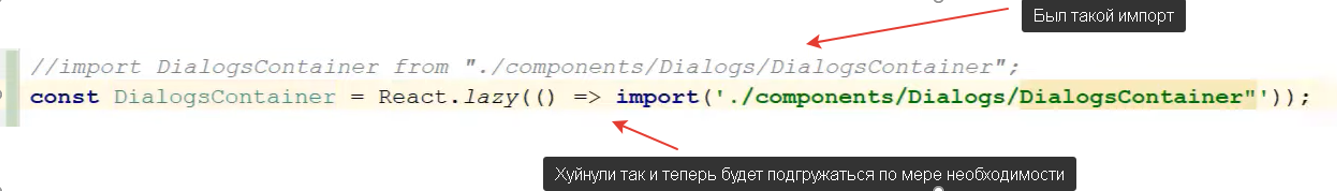 Был такой импорт
//import DialogsContainer from "./components/Dialogs/DialogsContainer";
const DialogsContainer = React.lazy(() => import('./components/Dialogs/DialogsContainer"'));
Хуйнули так и теперь будет подгружаться по мере необходимости